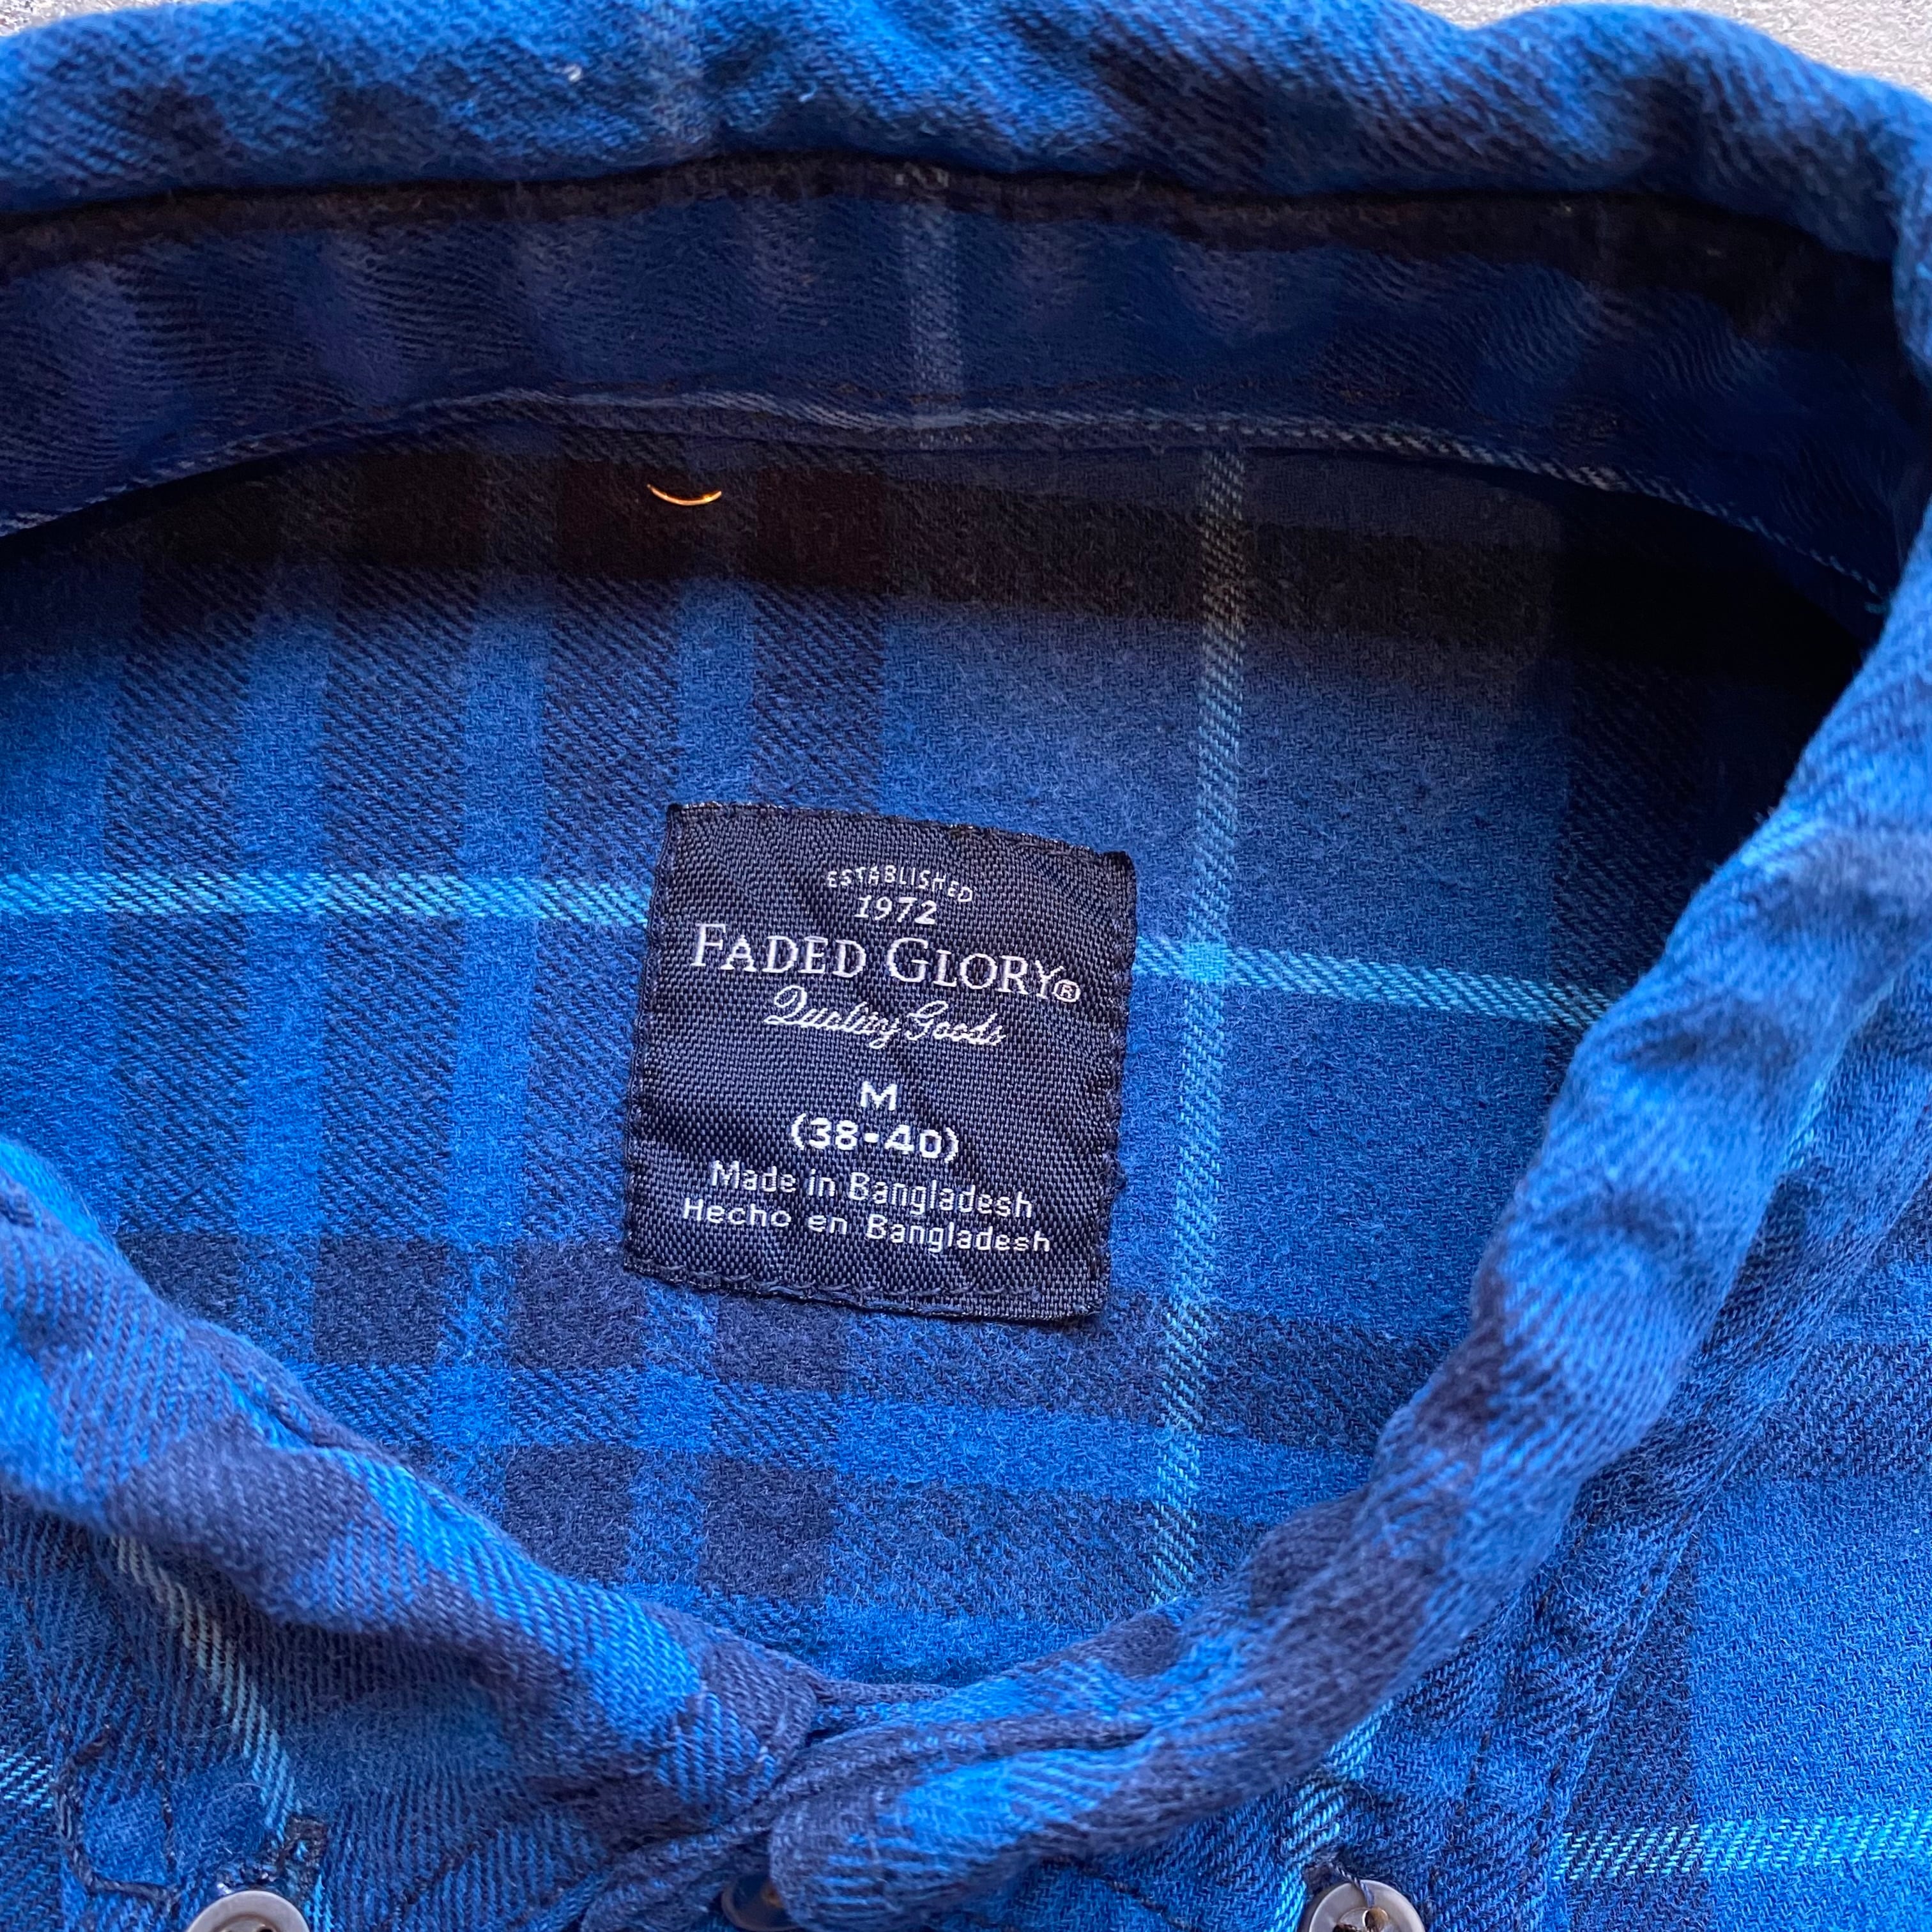 ESTABLISHED
1972
FADED GLORY®
Quality Goods
M
(38-40)
Made in Bangladesh
Hecho en Bangladesh